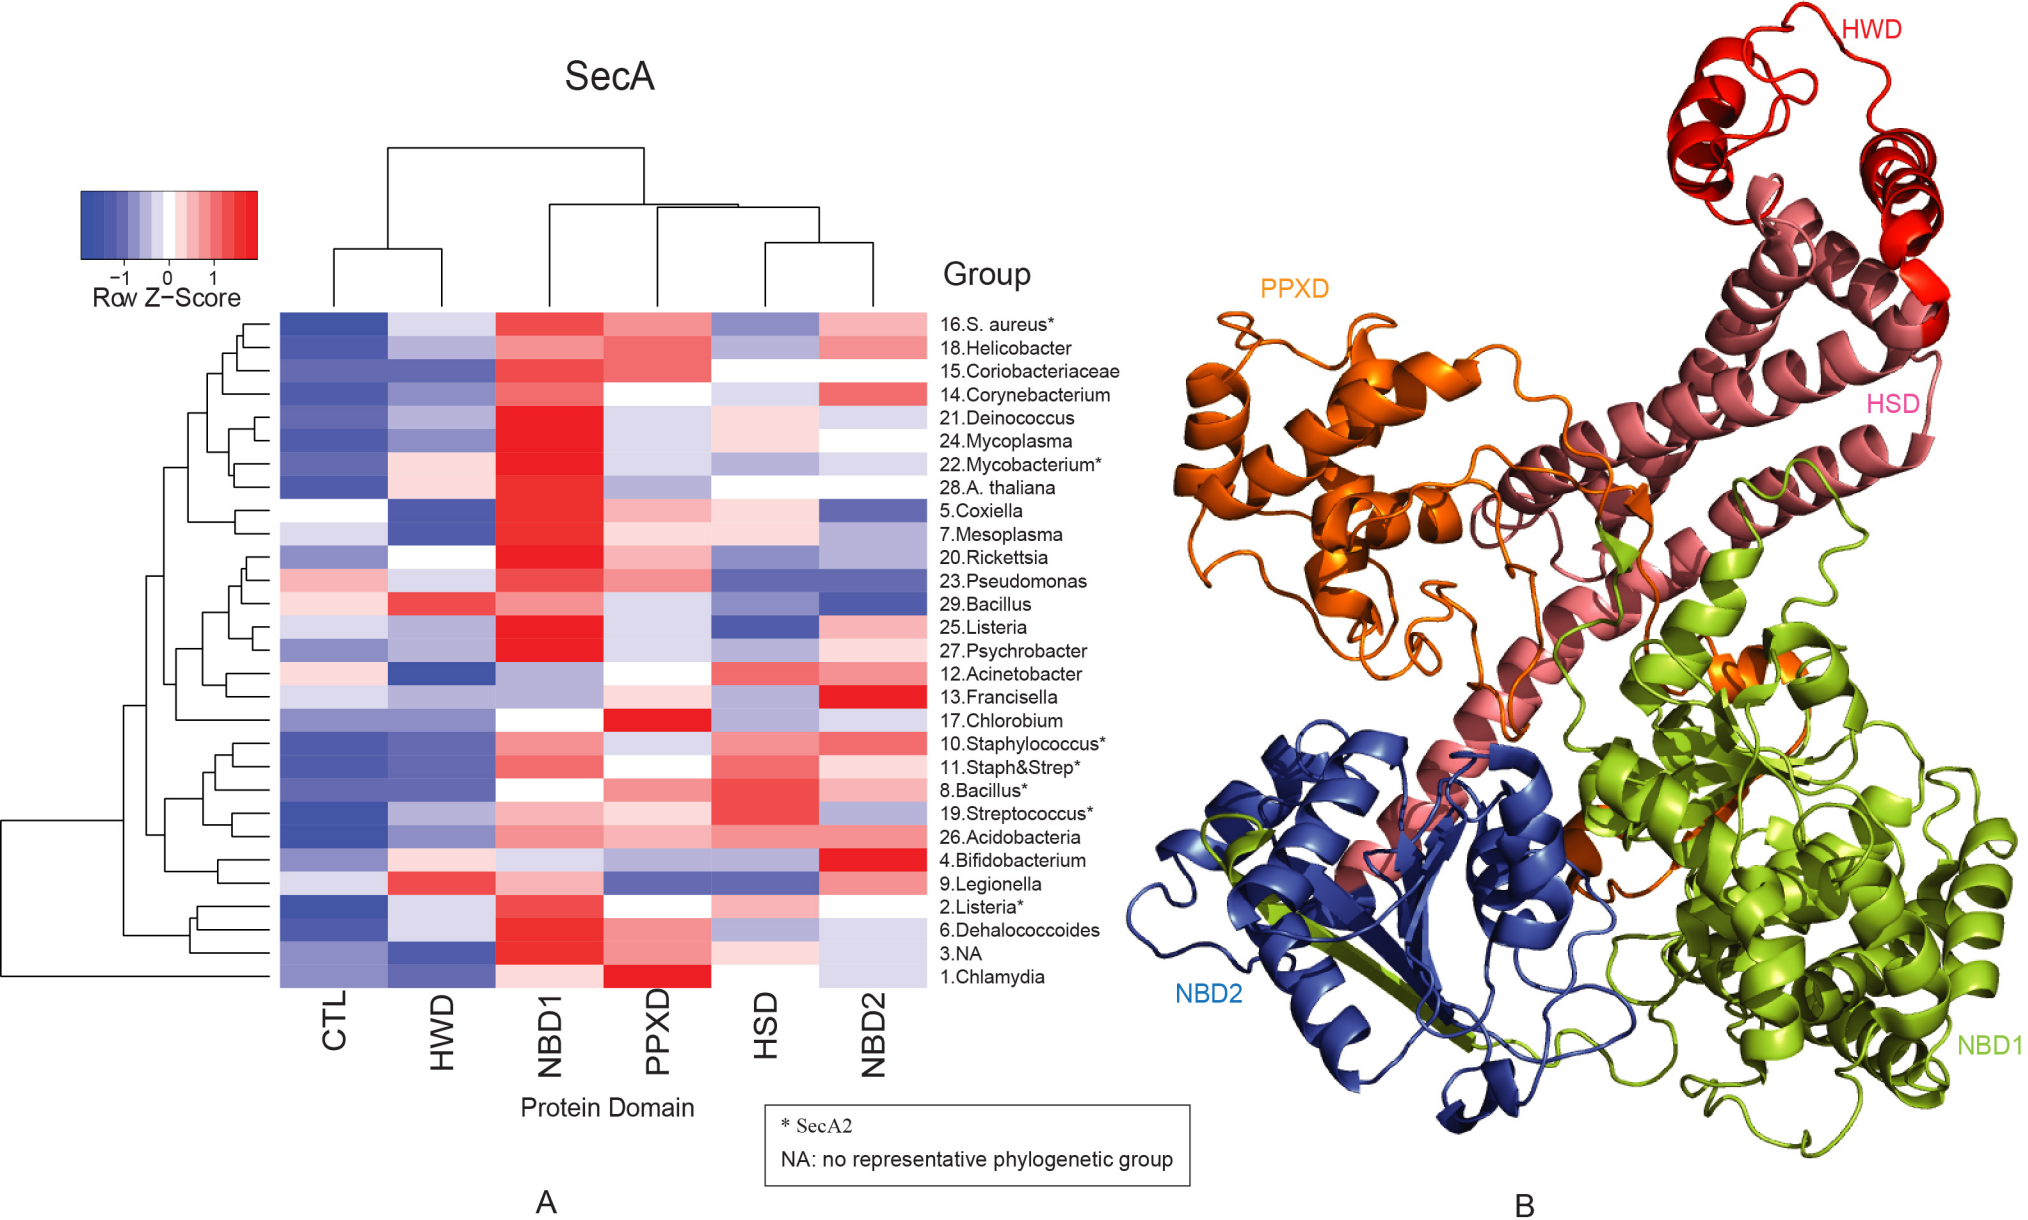 SecA
−1 0 1
Row Z−Score
Group
16.S. aureus*
18.Helicobacter
15.Coriobacteriaceae
14.Corynebacterium
21.Deinococcus
24.Mycoplasma
22.Mycobacterium*
28.A. thaliana
5.Coxiella
7.Mesoplasma
20.Rickettsia
23.Pseudomonas
29.Bacillus
25.Listeria
27.Psychrobacter
12.Acinetobacter
13.Francisella
17.Chlorobium
10.Staphylococcus*
11.Staph&Strep*
8.Bacillus*
19.Streptococcus*
26.Acidobacteria
4.Bifidobacterium
9.Legionella
2.Listeria*
6.Dehalococcoides
3.NA
1.Chlamydia
CTL
HWD
NBD1
PPXD
HSD
NBD2
Protein Domain
* SecA2
NA: no representative phylogenetic group
A
HWD
PPXD
HSD
NBD2
NBD1
B